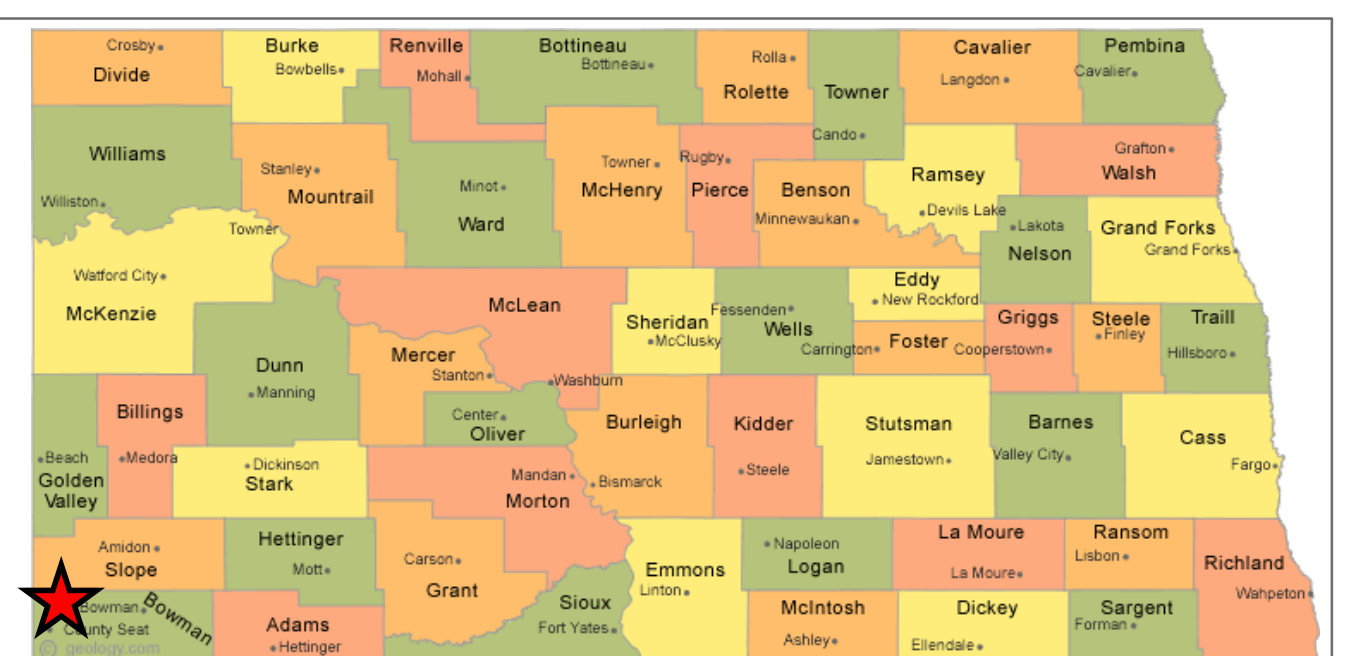 Crosby
Divide
Burke
Bowbells
Renville
Mohall
Bottineau
Bottineau
Rolla
Rolette
Towner
Cando
Cavalier
Langdon
Pembina
Cavalier
Williams
Williston
Stanley
Mountrail
Minot
Ward
Towner
McHenry
Rugby
Pierce
Benson
Minnewaukan
Ramsey
Devils Lake
Grafton
Walsh
Lakota
Nelson
Grand Forks
Grand Forks
Towner
Watford City
McKenzie
McLean
Washburn
Sheridan
McClusky
Fessenden
Wells
Eddy
New Rockford
Carrington
Foster
Griggs
Cooperstown
Steele
Finley
Traill
Hillsboro
Dunn
Manning
Mercer
Stanton
Center
Oliver
Billings
Medora
Beach
Golden
Valley
Dickinson
Stark
Mandan
Morton
Burleigh
Bismarck
Kidder
Steele
Stutsman
Jamestown
Barnes
Valley City
Cass
Fargo
Amidon
Slope
Hettinger
Mott
Carson
Grant
Sioux
Fort Yates
Emmons
Linton
Napoleon
Logan
La Moure
La Moure
Ransom
Lisbon
Richland
Wahpeton
Bowman
Bowman
County Seat
© geology.com
Adams
Hettinger
McIntosh
Ashley
Dickey
Ellendale
Sargent
Forman